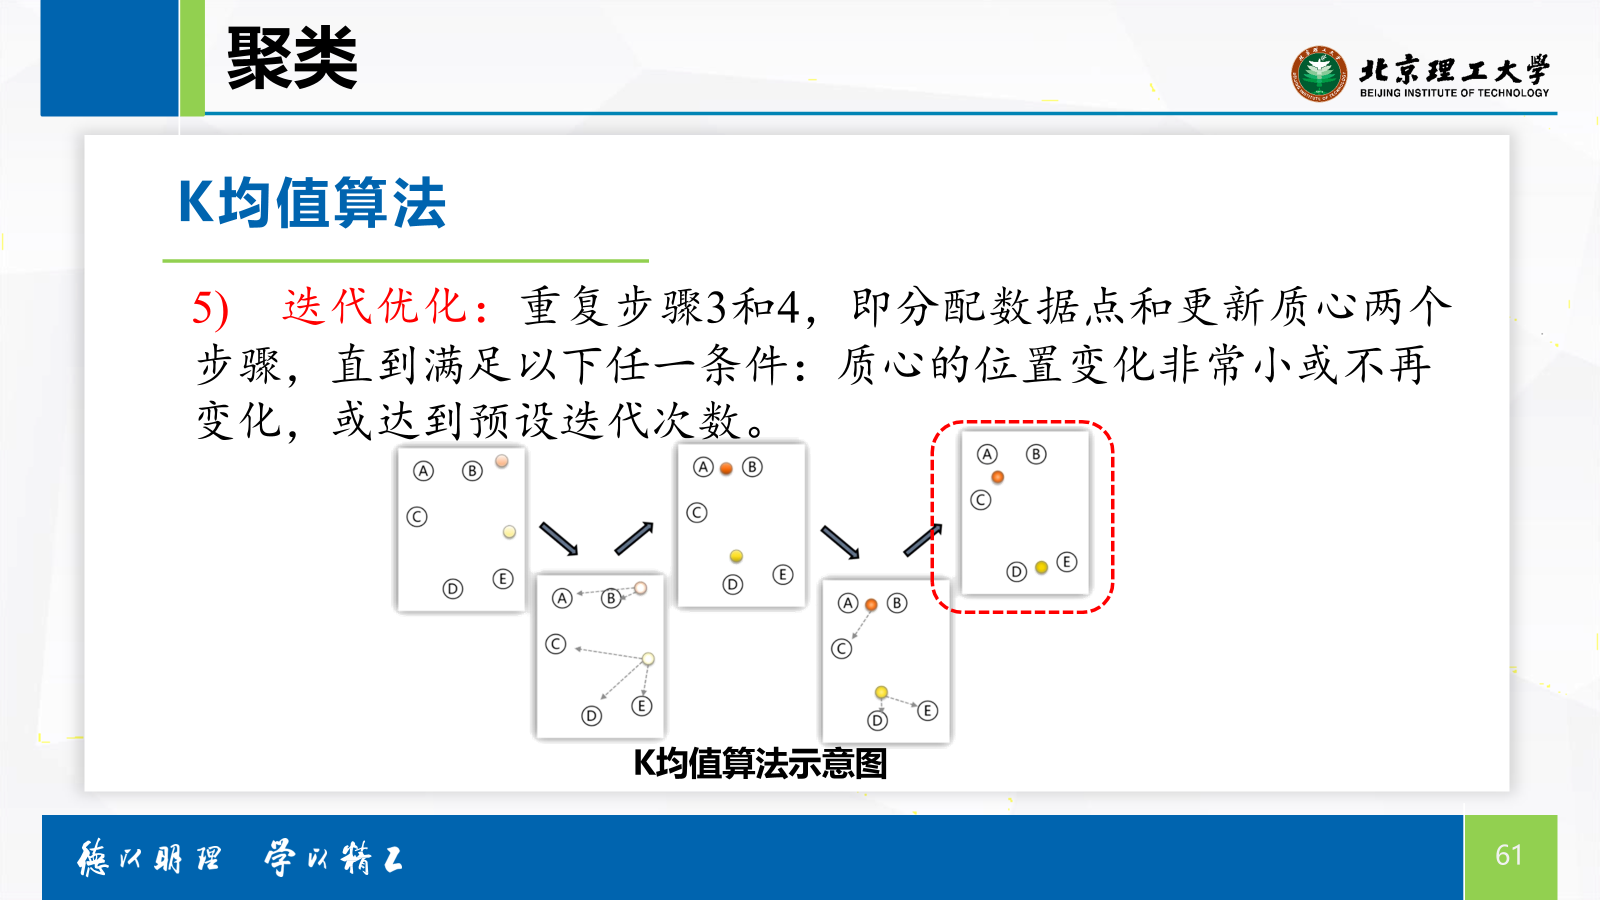 聚类
北京理工大学
BEIJING INSTITUTE OF TECHNOLOGY
K均值算法
5) 迭代优化：重复步骤3和4，即分配数据点和更新质心两个
步骤，直到满足以下任一条件：质心的位置变化非常小或不再
变化，或达到预设迭代次数。
A B
C
D E
A B
C
D E
A B
C
D E
A B
C
D E
A B
C
D E
K均值算法示意图
德以明理 学以精工
61